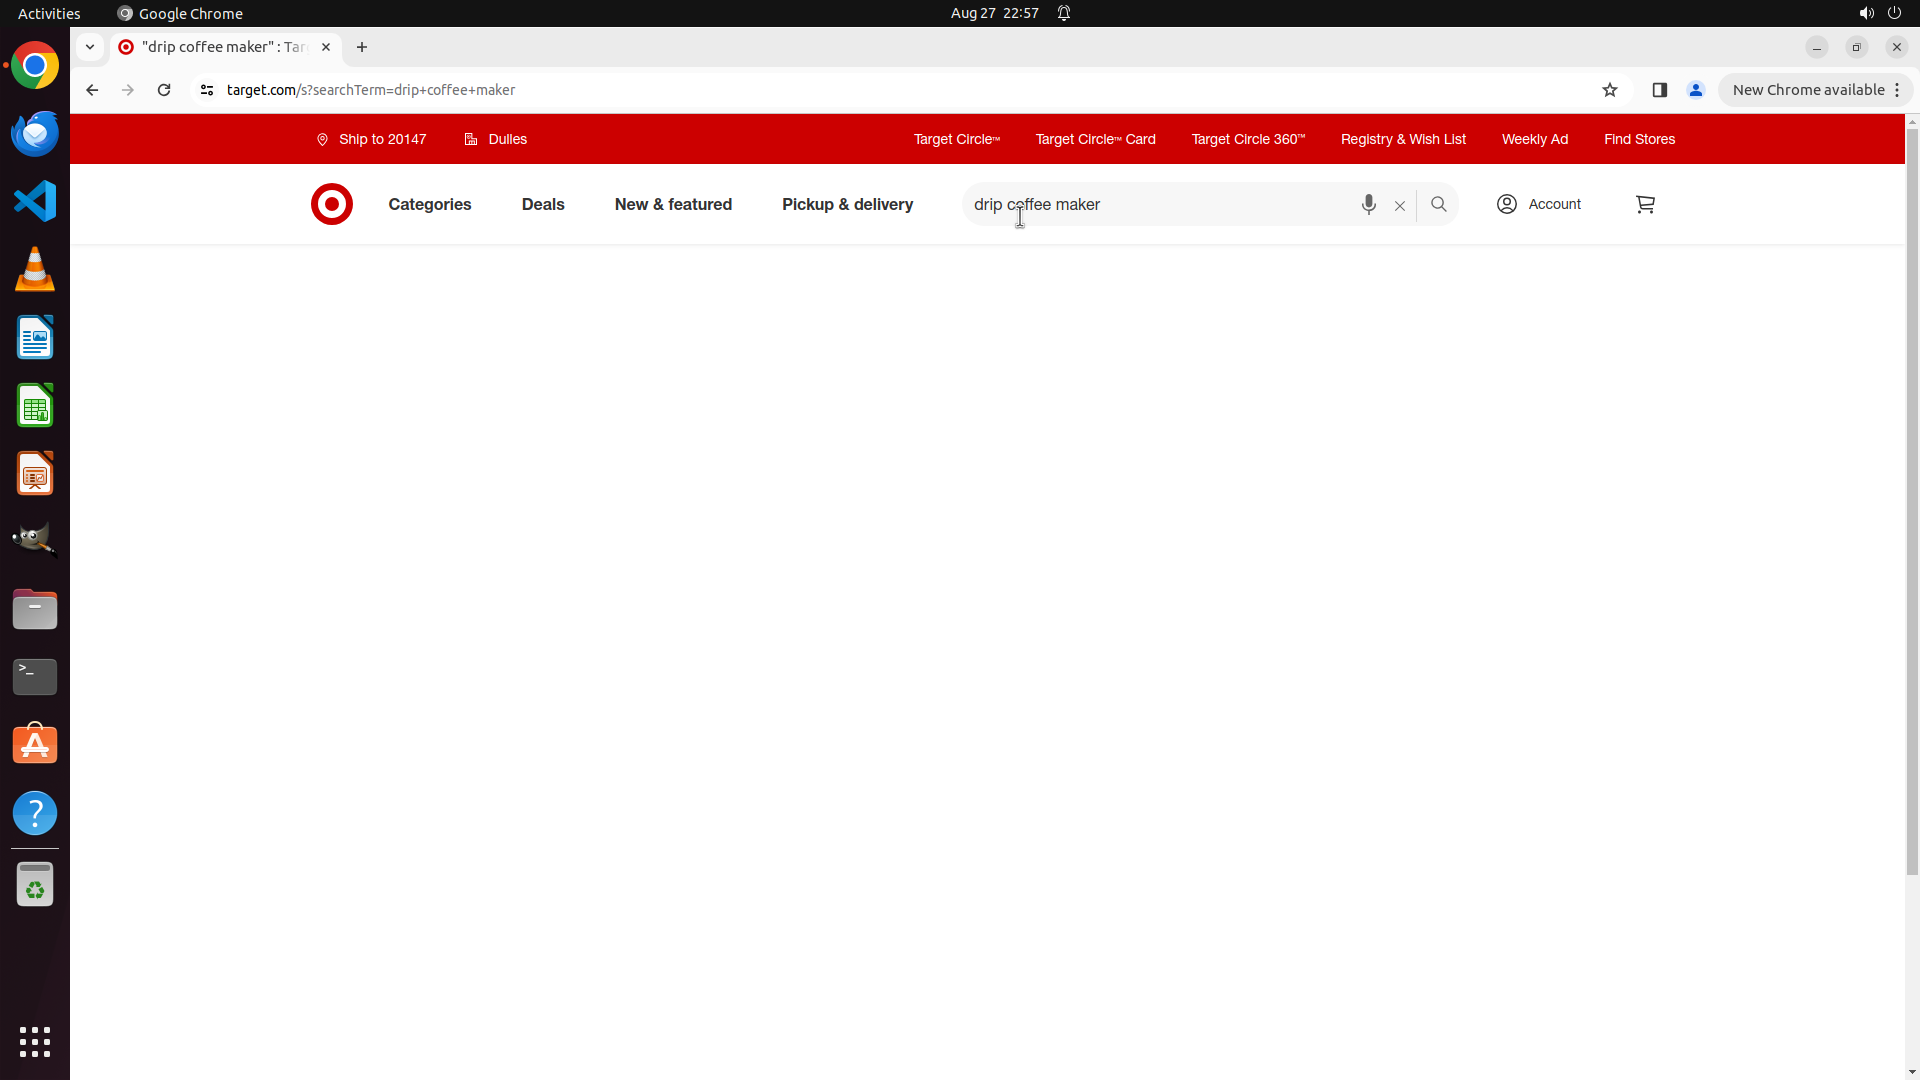 Activities
Google Chrome
Aug 27 22:57
"drip coffee maker" : Tar
target.com/s?searchTerm=drip+coffee+maker
New Chrome available
Ship to 20147
Dulles
Target Circle™
Target Circle™ Card
Target Circle 360™
Registry & Wish List
Weekly Ad
Find Stores
Categories
Deals
New & featured
Pickup & delivery
drip coffee maker
Account